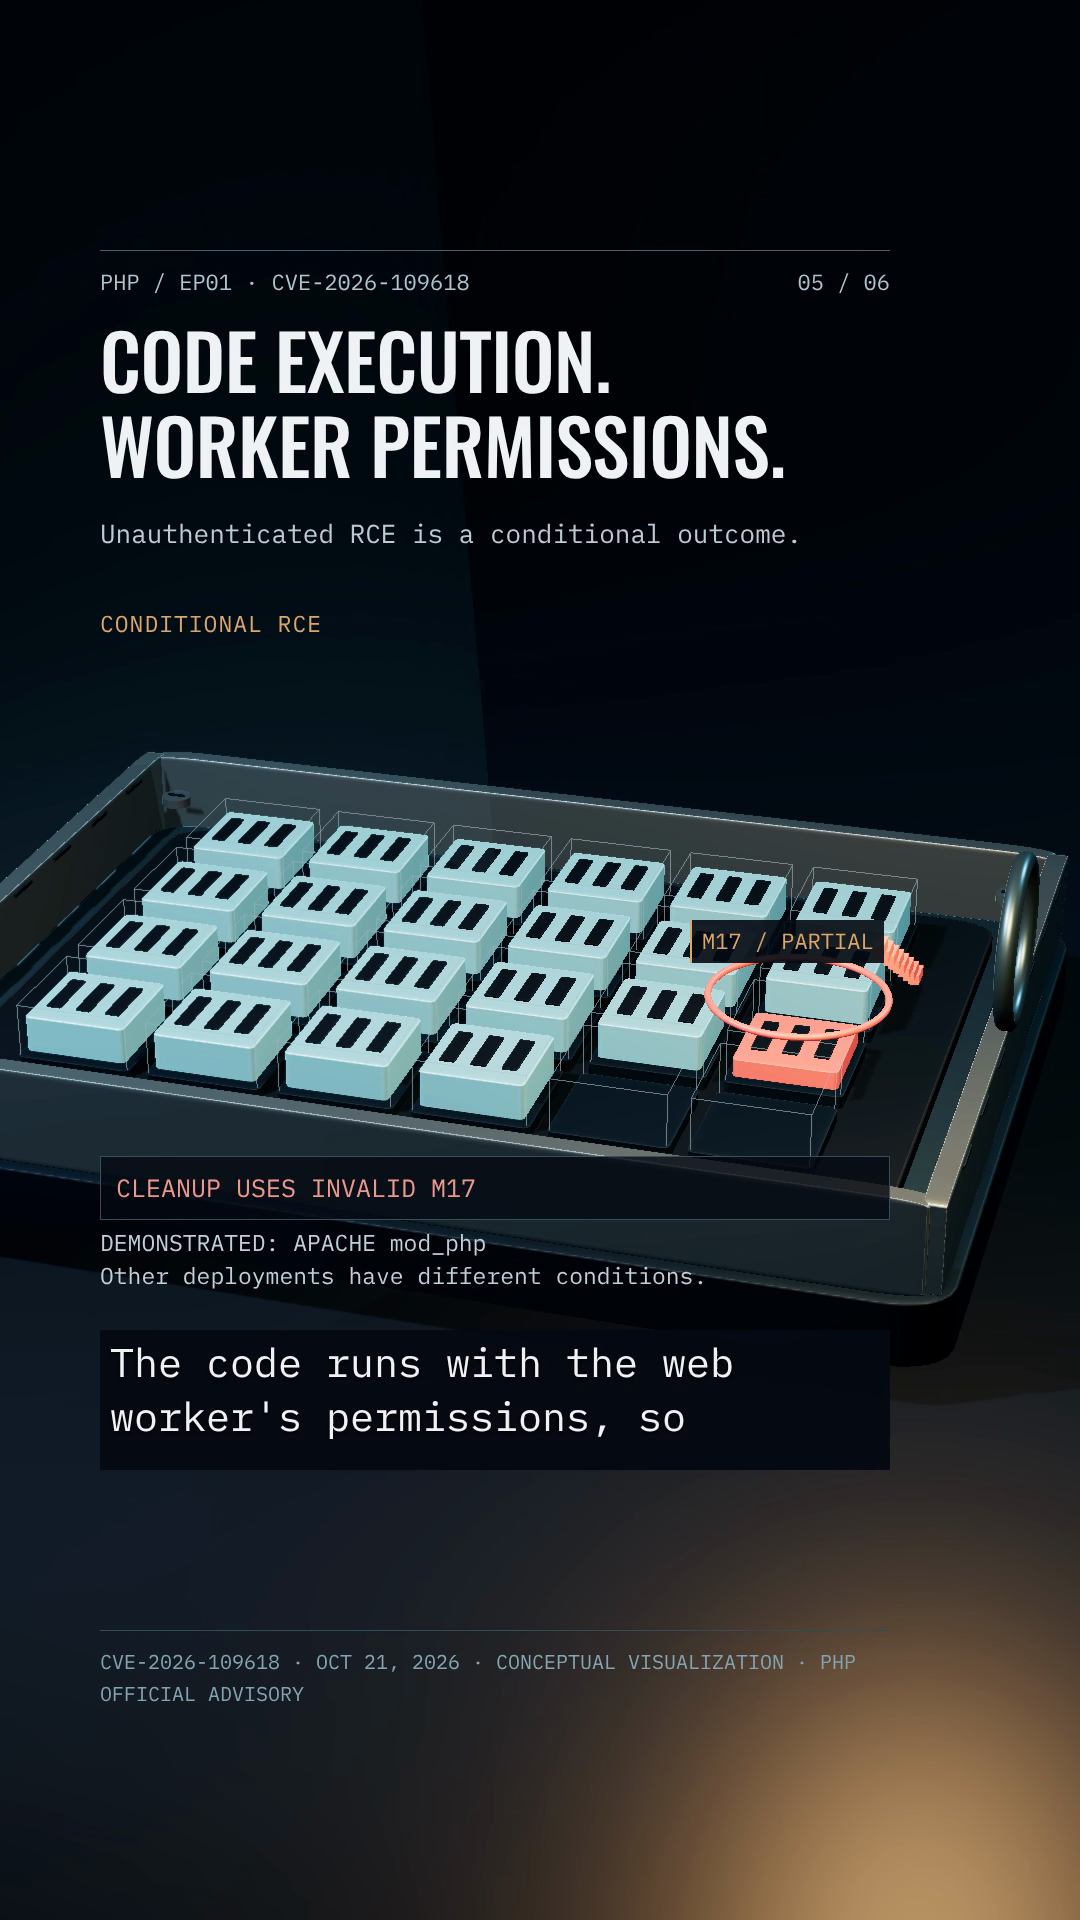 PHP / EP01 · CVE-2026-109618
05 / 06
CODE EXECUTION.
WORKER PERMISSIONS.
Unauthenticated RCE is a conditional outcome.
CONDITIONAL RCE
M17 / PARTIAL
CLEANUP USES INVALID M17
DEMONSTRATED: APACHE mod_php
Other deployments have different conditions.
The code runs with the web
worker's permissions, so
CVE-2026-109618 · OCT 21, 2026 · CONCEPTUAL VISUALIZATION · PHP
OFFICIAL ADVISORY